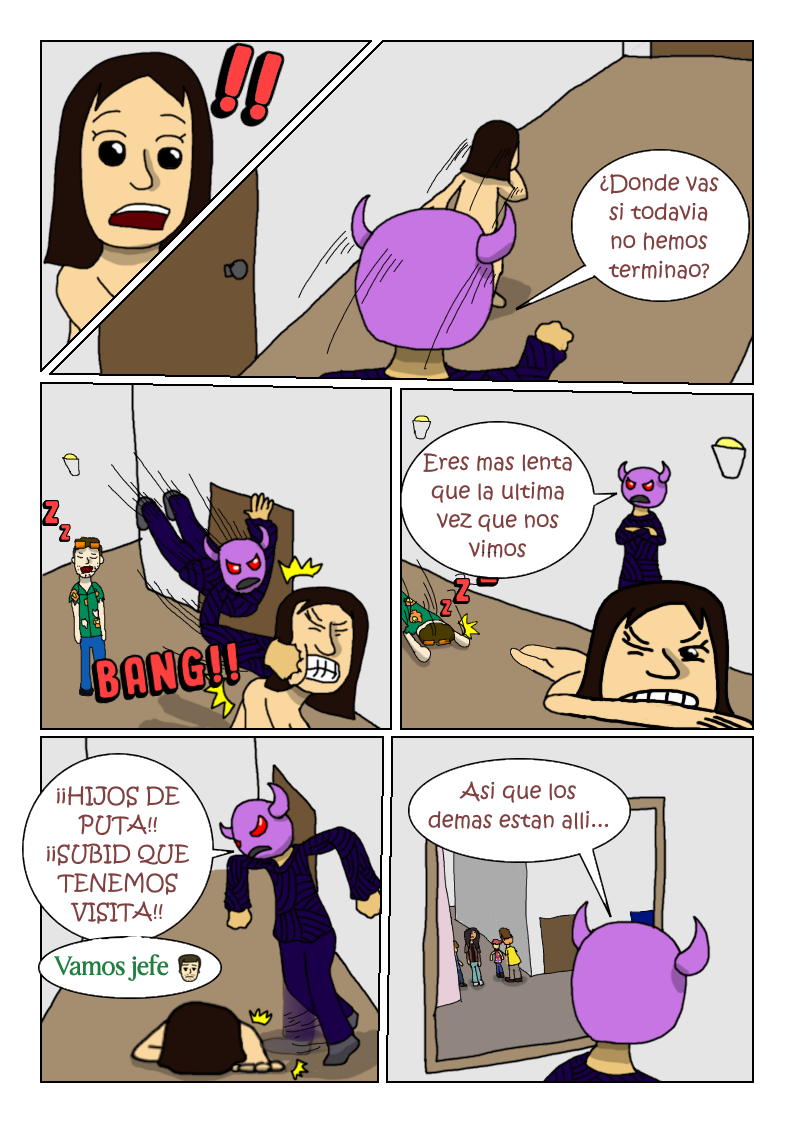 !!
¿Donde vas
si todavia
no hemos
terminao?
Z
Z
BANG!!
Eres mas lenta
que la ultima
vez que nos
vimos
Z
Z
Z
¡¡HIJOS DE
PUTA!!
¡¡SUBID QUE
TENEMOS
VISITA!!
Vamos jefe
Asi que los
demas estan alli...